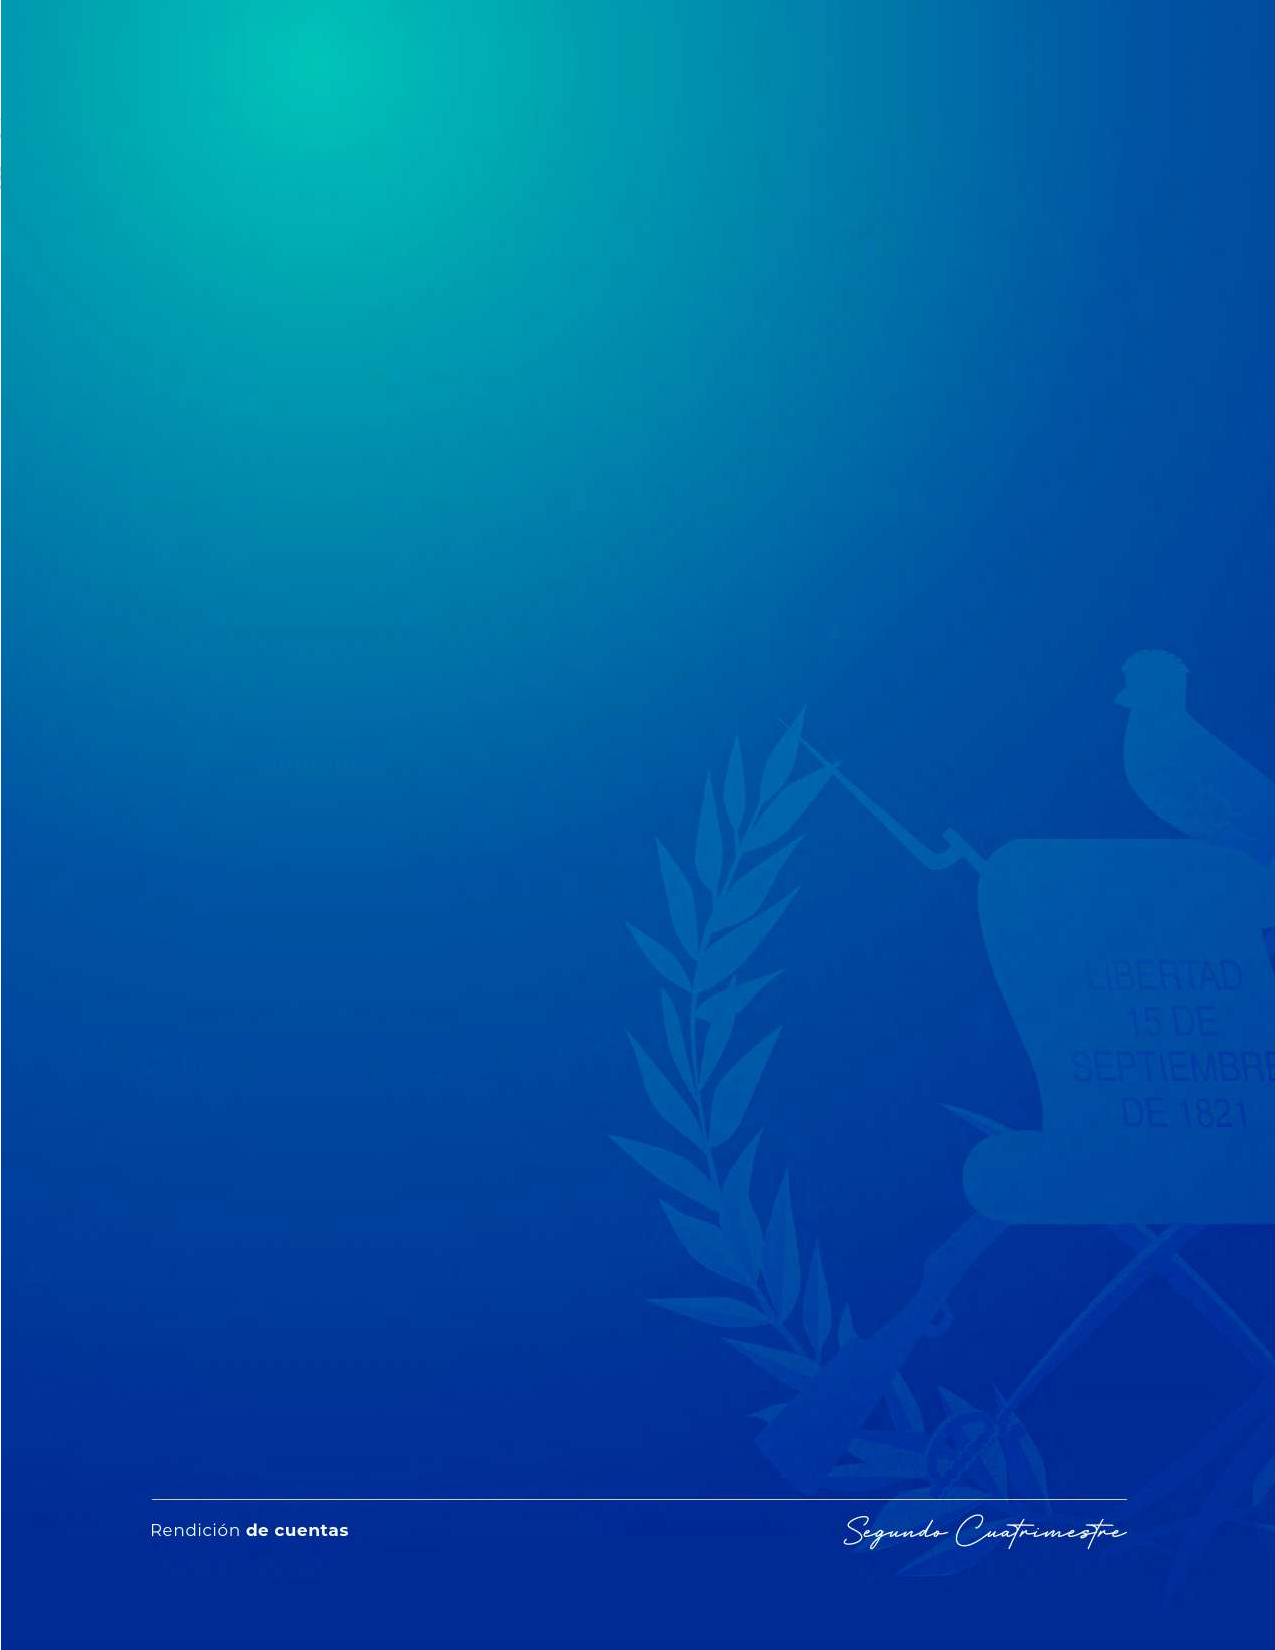 LIBERTAD
15 DE
SEPTIEMBRE
DE 1821
Rendición de cuentas
Segundo Cuatrimestre